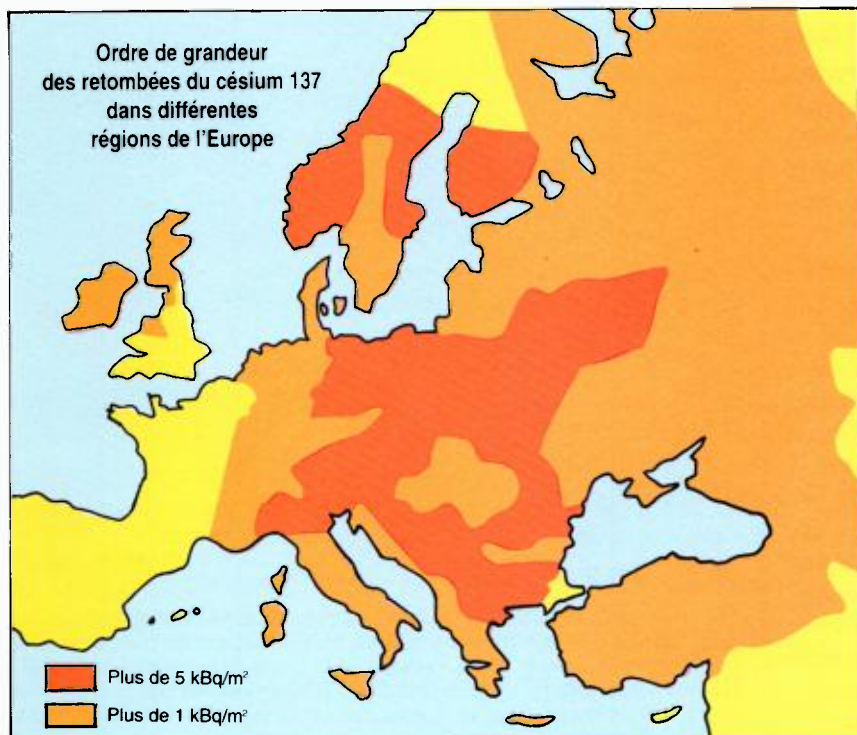 Ordre de grandeur
des retombées du césium 137
dans différentes
régions de l'Europe
Plus de 5 kBq/m²
Plus de 1 kBq/m²